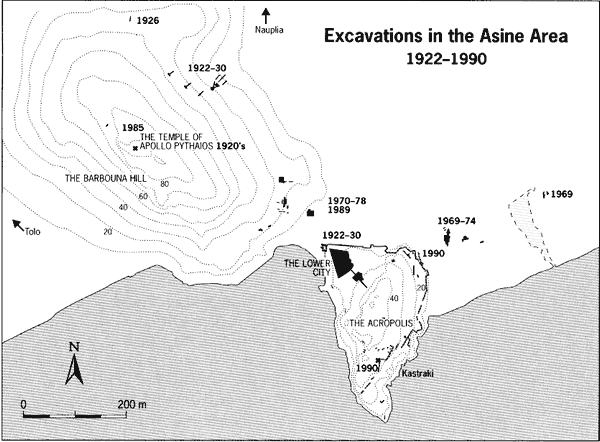 Excavations in the Asine Area
1922–1990
1926
Nauplia
1922–30
1985
THE TEMPLE OF
APOLLO PYTHAIOS 1920's
THE BARBOUNA HILL
80
60
40
20
Tolo
1970–78
1989
1969
1969–74
1922–30
1990
THE LOWER
CITY
20
40
THE ACROPOLIS
1990
Kastraki
N
0
200 m